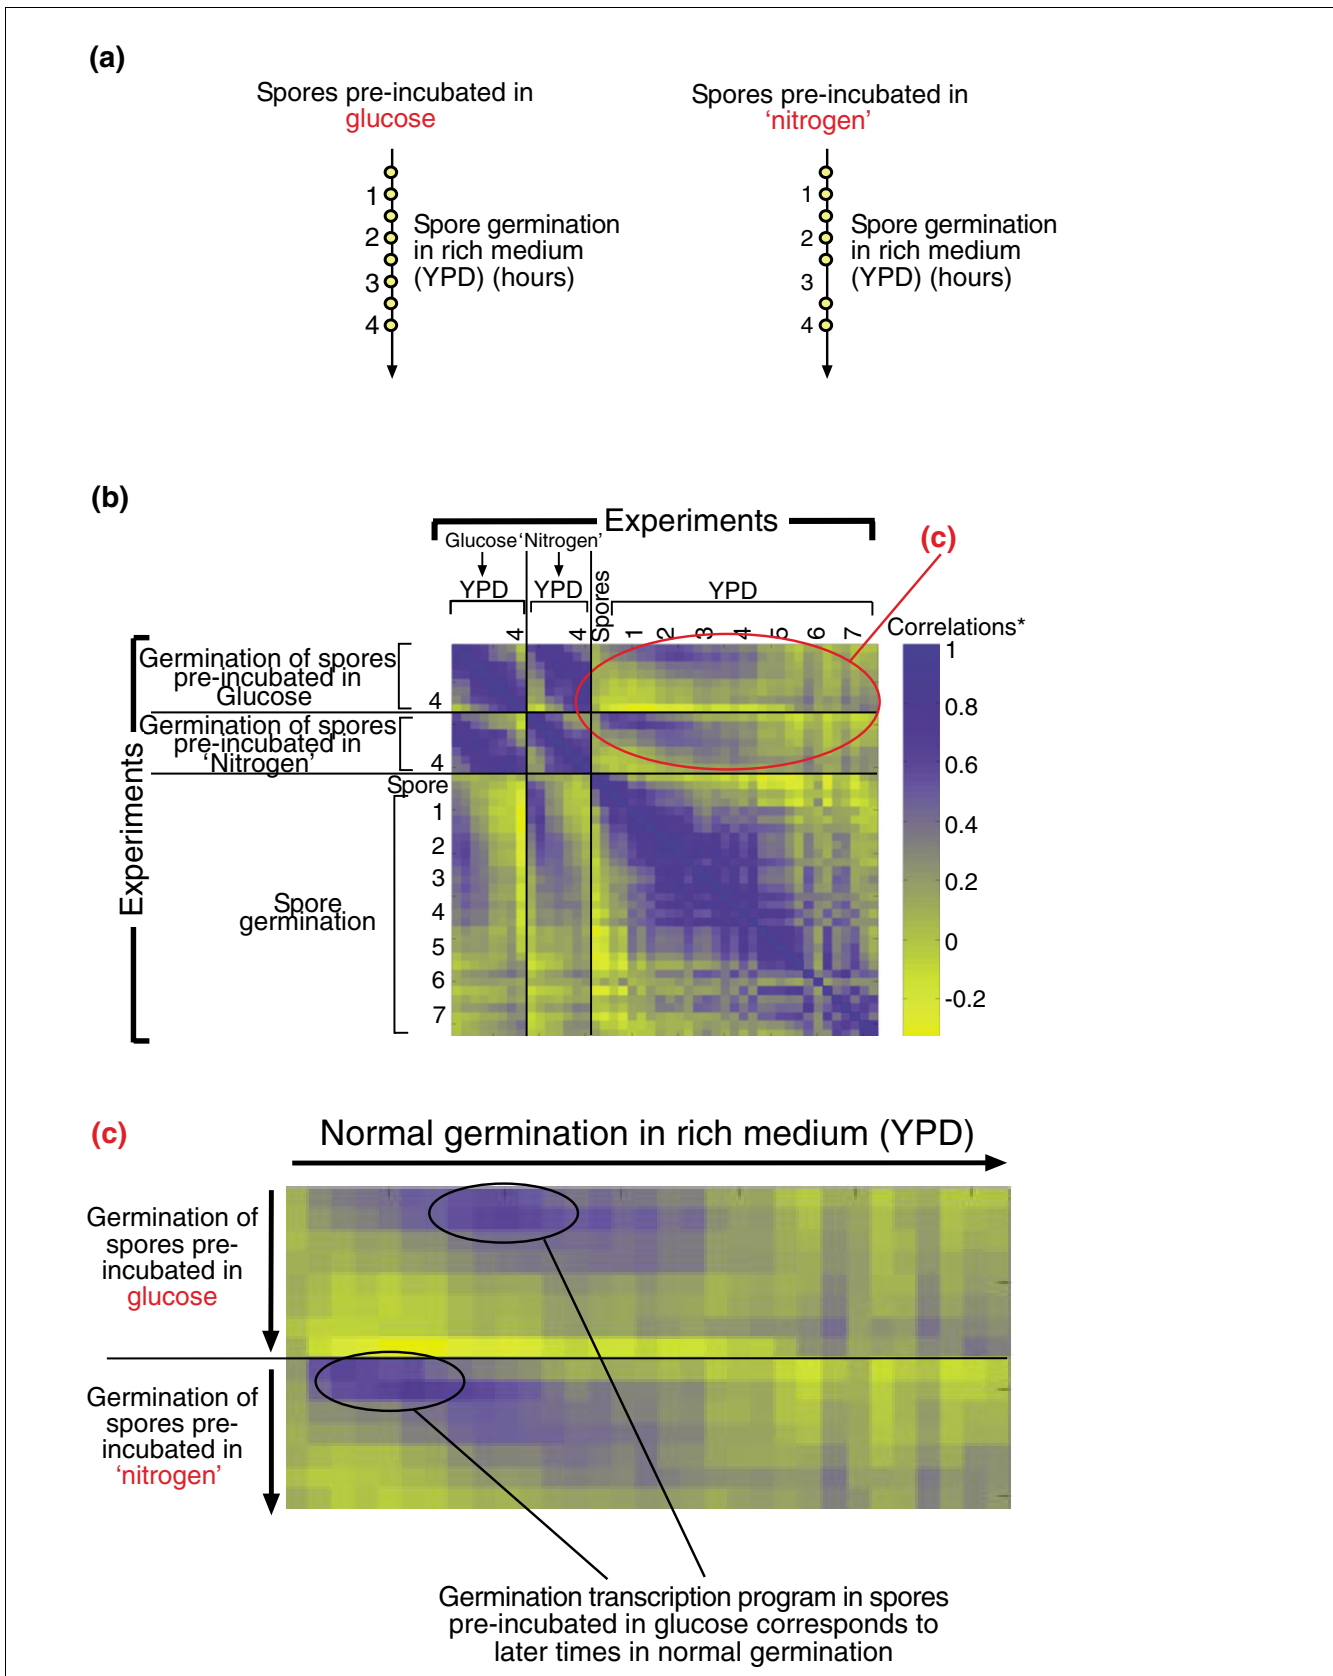 (a)
Spores pre-incubated in
glucose
1
2
3
4
Spore germination
in rich medium
(YPD) (hours)
Spores pre-incubated in
‘nitrogen’
1
2
3
4
Spore germination
in rich medium
(YPD) (hours)
(b)
Experiments
Glucose ‘Nitrogen’
YPD
YPD
Spores
YPD
4
4
1
2
3
4
5
6
7
(c)
Correlations*
1
0.8
0.6
0.4
0.2
0
-0.2
Experiments
Germination of spores
pre-incubated in
Glucose
4
Germination of spores
pre-incubated in
‘Nitrogen’
4
Spore
1
2
3
4
5
6
7
Spore
germination
(c)
Normal germination in rich medium (YPD)
Germination of
spores pre-
incubated in
glucose
Germination of
spores pre-
incubated in
‘nitrogen’
Germination transcription program in spores
pre-incubated in glucose corresponds to
later times in normal germination